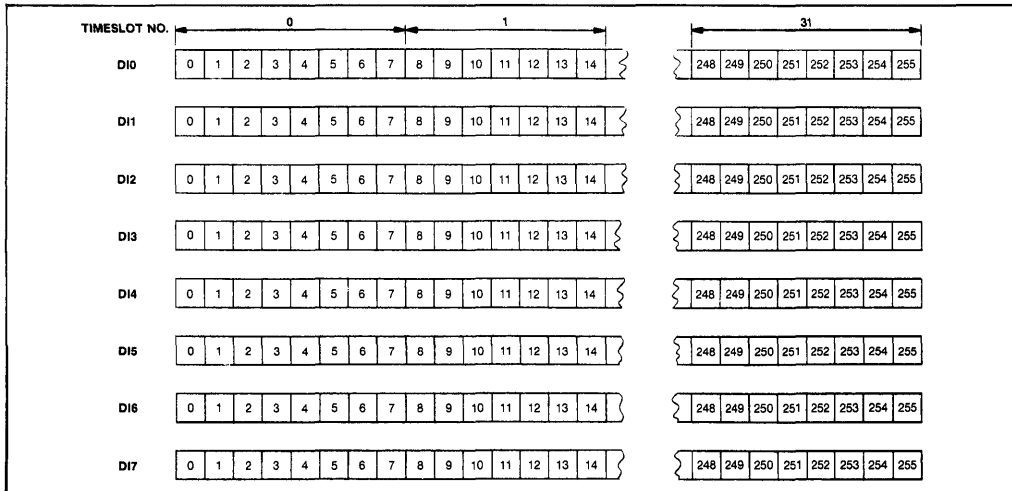 TIMESLOT NO. 0 1 31
DI0 0 1 2 3 4 5 6 7 8 9 10 11 12 13 14 248 249 250 251 252 253 254 255
DI1 0 1 2 3 4 5 6 7 8 9 10 11 12 13 14 248 249 250 251 252 253 254 255
DI2 0 1 2 3 4 5 6 7 8 9 10 11 12 13 14 248 249 250 251 252 253 254 255
DI3 0 1 2 3 4 5 6 7 8 9 10 11 12 13 14 248 249 250 251 252 253 254 255
DI4 0 1 2 3 4 5 6 7 8 9 10 11 12 13 14 248 249 250 251 252 253 254 255
DI5 0 1 2 3 4 5 6 7 8 9 10 11 12 13 14 248 249 250 251 252 253 254 255
DI6 0 1 2 3 4 5 6 7 8 9 10 11 12 13 14 248 249 250 251 252 253 254 255
DI7 0 1 2 3 4 5 6 7 8 9 10 11 12 13 14 248 249 250 251 252 253 254 255